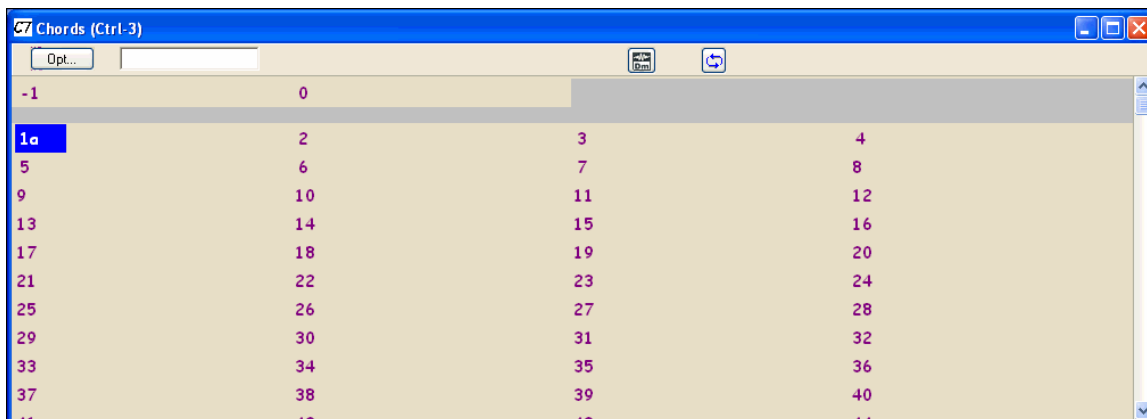 C7 Chords (Ctrl-3)
Opt...
Dm
-1 0
1a 2 3 4
5 6 7 8
9 10 11 12
13 14 15 16
17 18 19 20
21 22 23 24
25 26 27 28
29 30 31 32
33 34 35 36
37 38 39 40